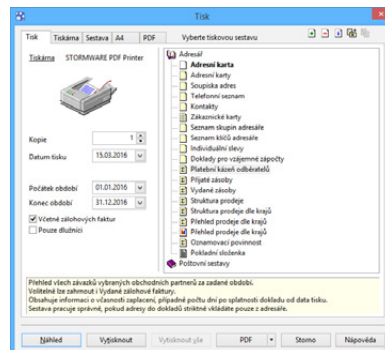 Tisk
Tisk Tiskárna Sestava A4 PDF Vyberte tiskovou sestavu
Tiskárna STORMWARE PDF Printer
Kopie 1
Datum tisku 15.03.2016
Počátek období 01.01.2016
Konec období 31.12.2016
Včetně zálohových faktur
Pouze dlužníci
Adresář
Adresní karta
Adresní karty
Soupiska adres
Telefonní seznam
Kontakty
Zákaznické karty
Seznam skupin adresáře
Seznam klíčů adresáře
Individuální slevy
Doklady pro vzájemné zápočty
Platební kázeň odběratelů
Přijaté zásoby
Vydané zásoby
Struktura prodeje
Struktura prodeje dle krajů
Přehled prodeje dle krajů
Přehled prodeje dle krajů
Oznamovací povinnost
Pokladní složenka
Poštovní sestavy
Přehled všech závazků vybraných obchodních partnerů za zadané období.
Volitelně lze zahrnout i Vydané zálohové faktury.
Obsahuje informaci o včasnosti zaplacení, případně počtu dní po splatnosti dokladu od data tisku.
Sestava pracuje správně, pokud adresy do dokladů striktně vkládáte pouze z adresáře.
Náhled Vytisknout Vytisknout vše PDF Storno Nápověda